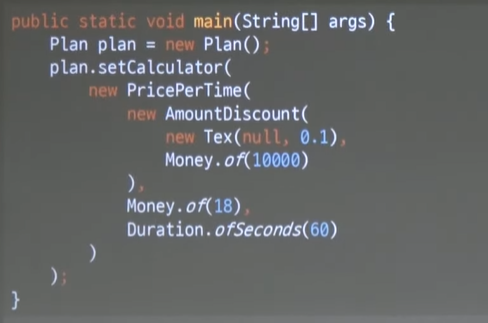 public static void main(String[] args) {
    Plan plan = new Plan();
    plan.setCalculator(
        new PricePerTime(
            new AmountDiscount(
                new Tex(null, 0.1),
                Money.of(10000)
            ),
            Money.of(18),
            Duration.ofSeconds(60)
        )
    );
}